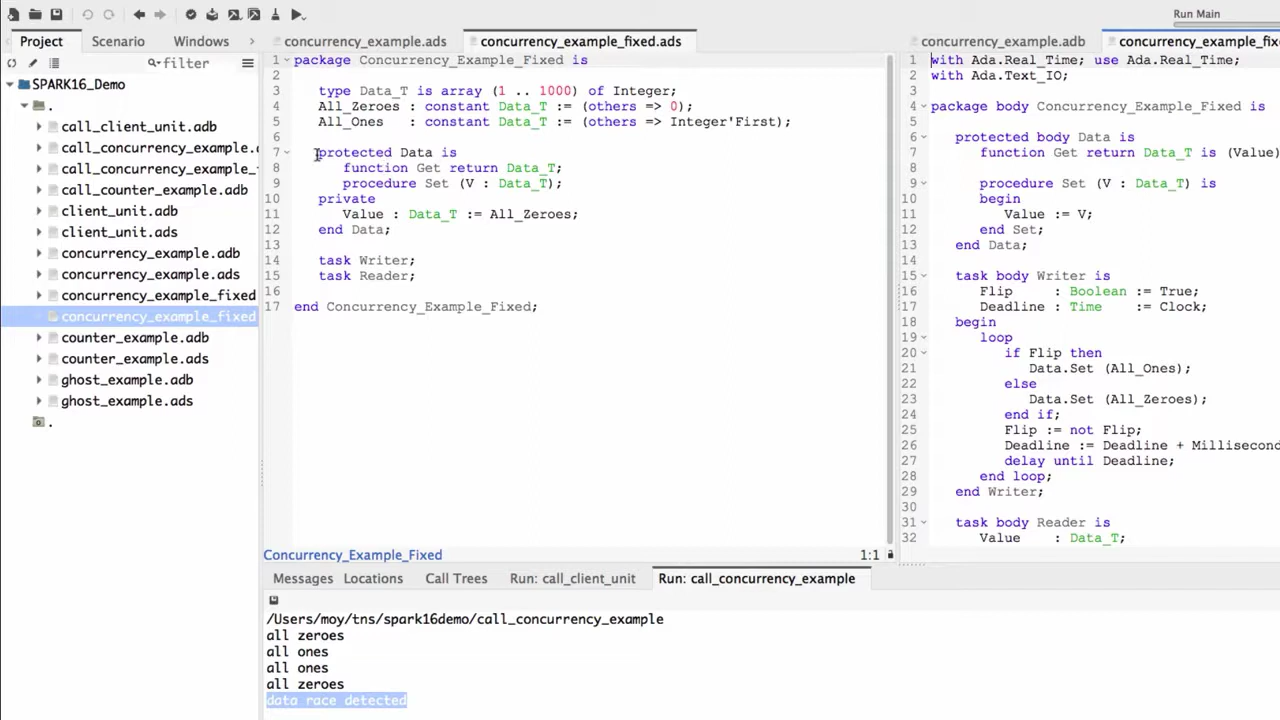 Run Main
Project Scenario Windows
concurrency_example.ads concurrency_example_fixed.ads
concurrency_example.adb concurrency_example_fixe
filter
SPARK16_Demo
.
call_client_unit.adb
call_concurrency_example.a
call_concurrency_example_
call_counter_example.adb
client_unit.adb
client_unit.ads
concurrency_example.adb
concurrency_example.ads
concurrency_example_fixed
concurrency_example_fixed
counter_example.adb
counter_example.ads
ghost_example.adb
ghost_example.ads
.
1 package Concurrency_Example_Fixed is
2
3 type Data_T is array (1 .. 1000) of Integer;
4 All_Zeroes : constant Data_T := (others => 0);
5 All_Ones : constant Data_T := (others => Integer'First);
6
7 protected Data is
8 function Get return Data_T;
9 procedure Set (V : Data_T);
10 private
11 Value : Data_T := All_Zeroes;
12 end Data;
13
14 task Writer;
15 task Reader;
16
17 end Concurrency_Example_Fixed;
Concurrency_Example_Fixed 1:1
1 with Ada.Real_Time; use Ada.Real_Time;
2 with Ada.Text_IO;
3
4 package body Concurrency_Example_Fixed is
5
6 protected body Data is
7 function Get return Data_T is (Value)
8
9 procedure Set (V : Data_T) is
10 begin
11 Value := V;
12 end Set;
13 end Data;
14
15 task body Writer is
16 Flip : Boolean := True;
17 Deadline : Time := Clock;
18 begin
19 loop
20 if Flip then
21 Data.Set (All_Ones);
22 else
23 Data.Set (All_Zeroes);
24 end if;
25 Flip := not Flip;
26 Deadline := Deadline + Millisecond
27 delay until Deadline;
28 end loop;
29 end Writer;
30
31 task body Reader is
32 Value : Data_T;
Messages Locations Call Trees Run: call_client_unit Run: call_concurrency_example
/Users/moy/tns/spark16demo/call_concurrency_example
all zeroes
all ones
all ones
all zeroes
data race detected